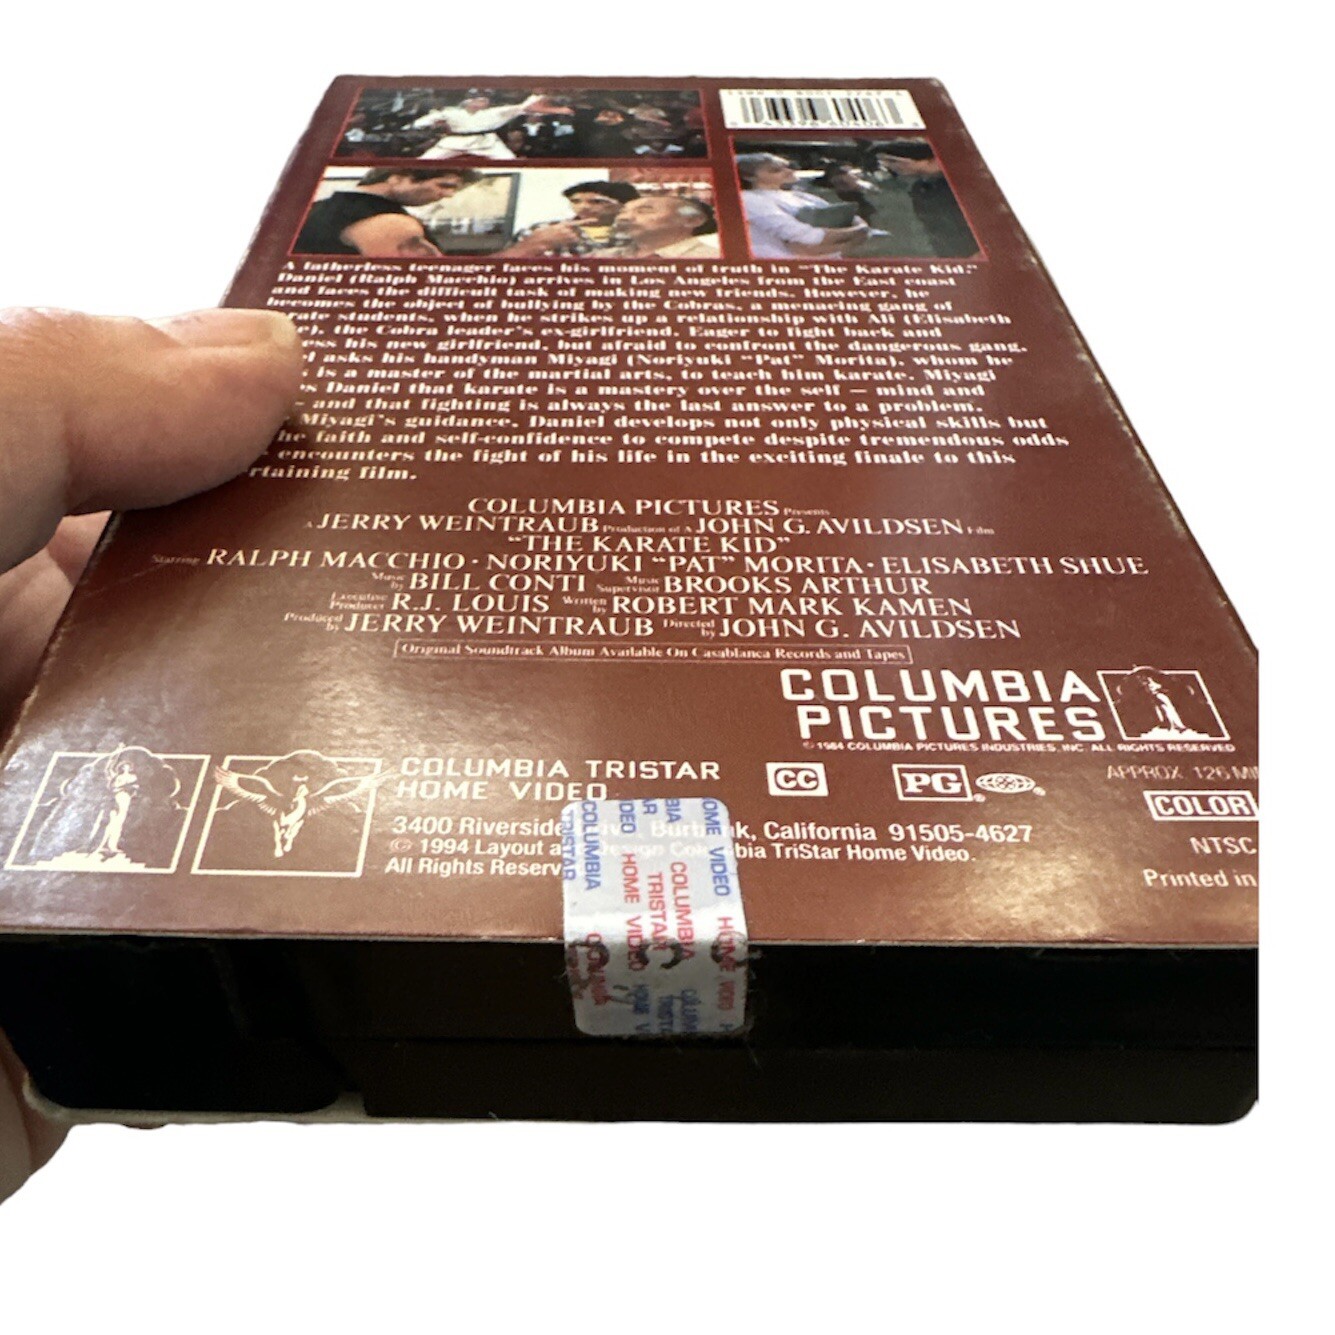 A fatherless teenager faces his moment of truth in "The Karate Kid."
Daniel (Ralph Macchio) arrives in Los Angeles from the East coast
and faces the difficult task of making new friends. However, he
becomes the object of bullying by the Cobras, a menacing gang of
rate students, when he strikes up a relationship with Ali (Elisabeth
e), the Cobra leader's ex-girlfriend. Eager to fight back and
ess his new girlfriend, but afraid to confront the dangerous gang,
el asks his handyman Miyagi (Noriyuki "Pat" Morita), whom he
is a master of the martial arts, to teach him karate. Miyagi
s Daniel that karate is a mastery over the self — mind and
— and that fighting is always the last answer to a problem.
Miyagi's guidance, Daniel develops not only physical skills but
he faith and self-confidence to compete despite tremendous odds
encounters the fight of his life in the exciting finale to this
rtaining film.
COLUMBIA PICTURES Presents
A JERRY WEINTRAUB Production of A JOHN G. AVILDSEN Film
"THE KARATE KID"
Starring RALPH MACCHIO · NORIYUKI "PAT" MORITA · ELISABETH SHUE
Music by BILL CONTI Music Supervisor BROOKS ARTHUR
Executive Producer R.J. LOUIS Written by ROBERT MARK KAMEN
Produced by JERRY WEINTRAUB Directed by JOHN G. AVILDSEN
Original Soundtrack Album Available On Casablanca Records and Tapes
COLUMBIA
PICTURES
© 1984 COLUMBIA PICTURES INDUSTRIES, INC. ALL RIGHTS RESERVED
COLUMBIA TRISTAR
HOME VIDEO
CC
PG
APPROX. 126 MI
COLOR
3400 Riverside Burb k, California 91505-4627
© 1994 Layout a Design Col bia TriStar Home Video.
All Rights Reserv
NTSC
Printed in
COLUMBIA
TRISTAR
HOME VIDEO
COLUMBIA
TRISTAR
HOME VIDEO